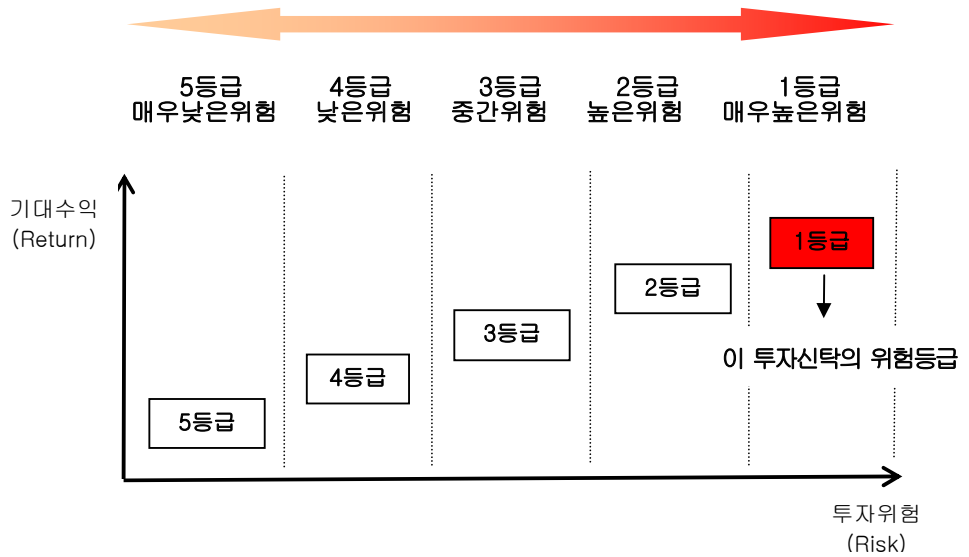 5등급
매우낮은위험
4등급
낮은위험
3등급
중간위험
2등급
높은위험
1등급
매우높은위험
기대수익
(Return)
1등급
2등급
3등급
이 투자신탁의 위험등급
4등급
5등급
투자위험
(Risk)